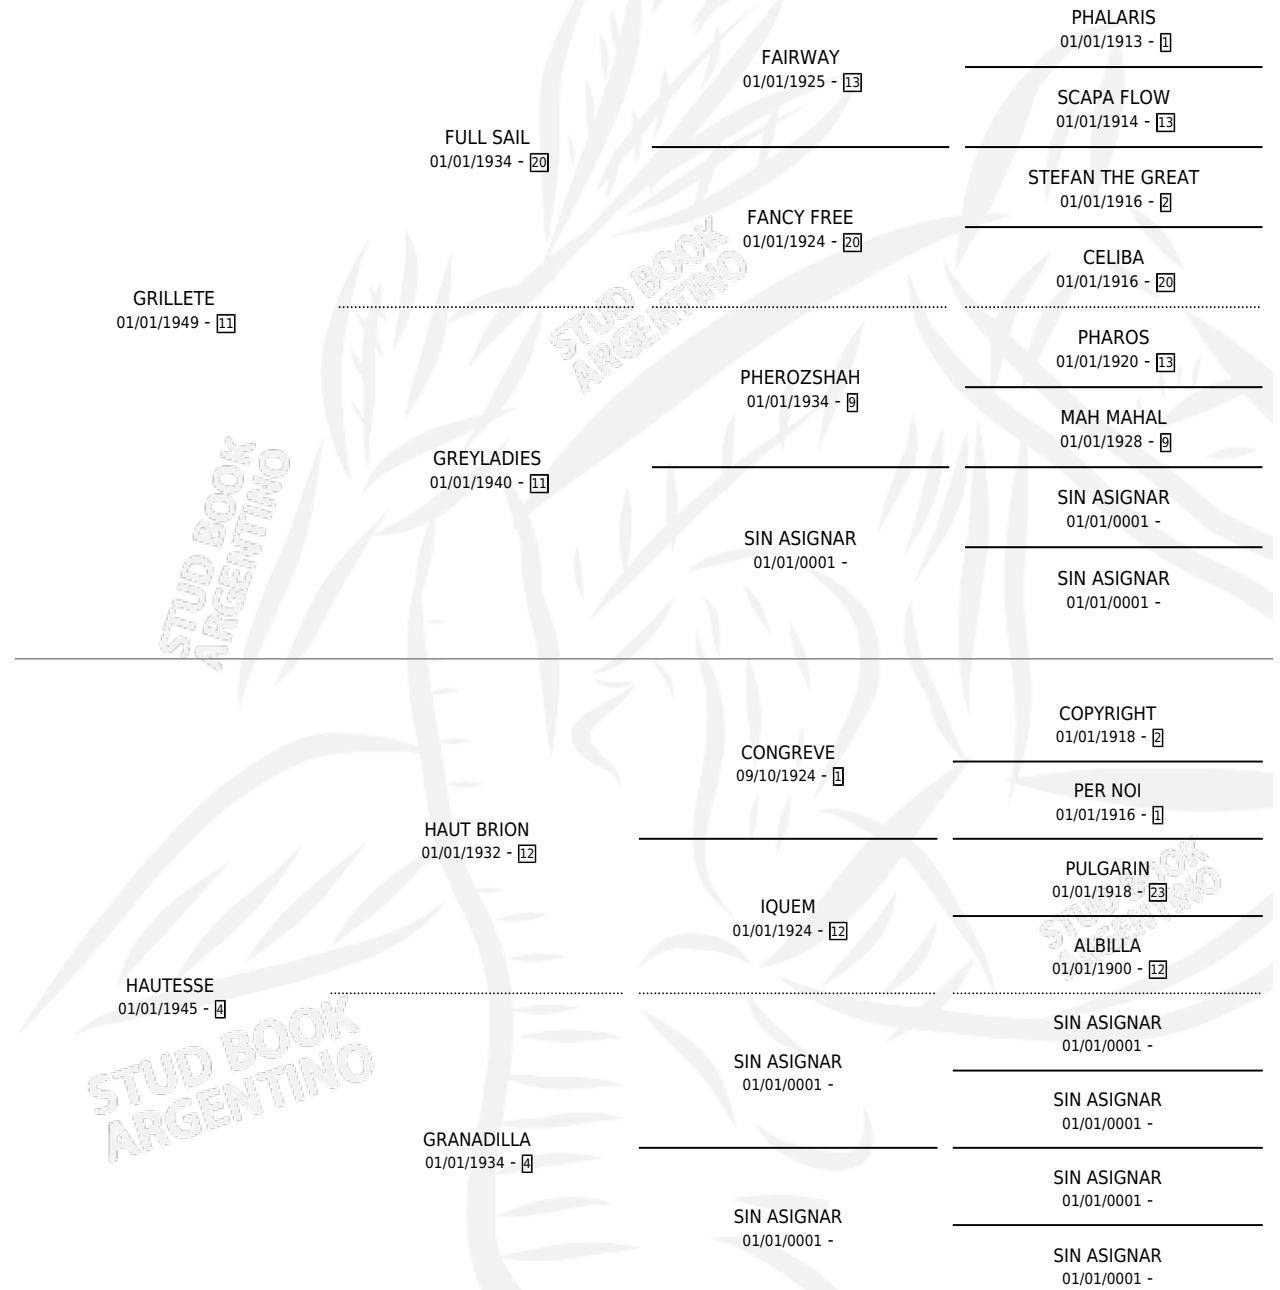 PHALARIS
01/01/1913 - 1
FAIRWAY
01/01/1925 - 13
SCAPA FLOW
01/01/1914 - 13
FULL SAIL
01/01/1934 - 20
STEFAN THE GREAT
01/01/1916 - 2
FANCY FREE
01/01/1924 - 20
CELIBA
01/01/1916 - 20
GRILLETE
01/01/1949 - 11
PHAROS
01/01/1920 - 13
PHEROZSHAH
01/01/1934 - 9
MAH MAHAL
01/01/1928 - 9
GREYLADIES
01/01/1940 - 11
SIN ASIGNAR
01/01/0001 -
SIN ASIGNAR
01/01/0001 -
SIN ASIGNAR
01/01/0001 -
STUD BOOK
ARGENTINO
STUD BOOK
ARGENTINO
COPYRIGHT
01/01/1918 - 2
CONGREVE
09/10/1924 - 1
PER NOI
01/01/1916 - 1
HAUT BRION
01/01/1932 - 12
PULGARIN
01/01/1918 - 23
IQUEM
01/01/1924 - 12
ALBILLA
01/01/1900 - 12
STUD BOOK
ARGENTINO
HAUTESSE
01/01/1945 - 4
SIN ASIGNAR
01/01/0001 -
SIN ASIGNAR
01/01/0001 -
SIN ASIGNAR
01/01/0001 -
STUD BOOK
ARGENTINO
GRANADILLA
01/01/1934 - 4
SIN ASIGNAR
01/01/0001 -
SIN ASIGNAR
01/01/0001 -
SIN ASIGNAR
01/01/0001 -